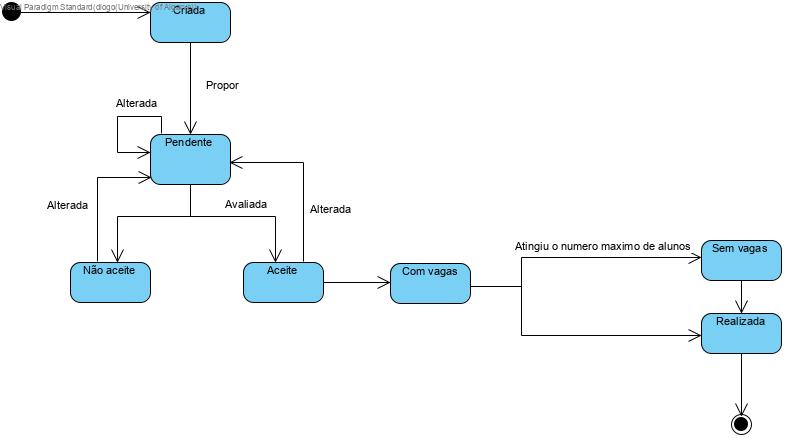 Visual Paradigm Standard(diogo(University of Algarve))
Criada
Propor
Alterada
Pendente
Alterada
Avaliada
Alterada
Não aceite
Aceite
Com vagas
Atingiu o numero maximo de alunos
Sem vagas
Realizada